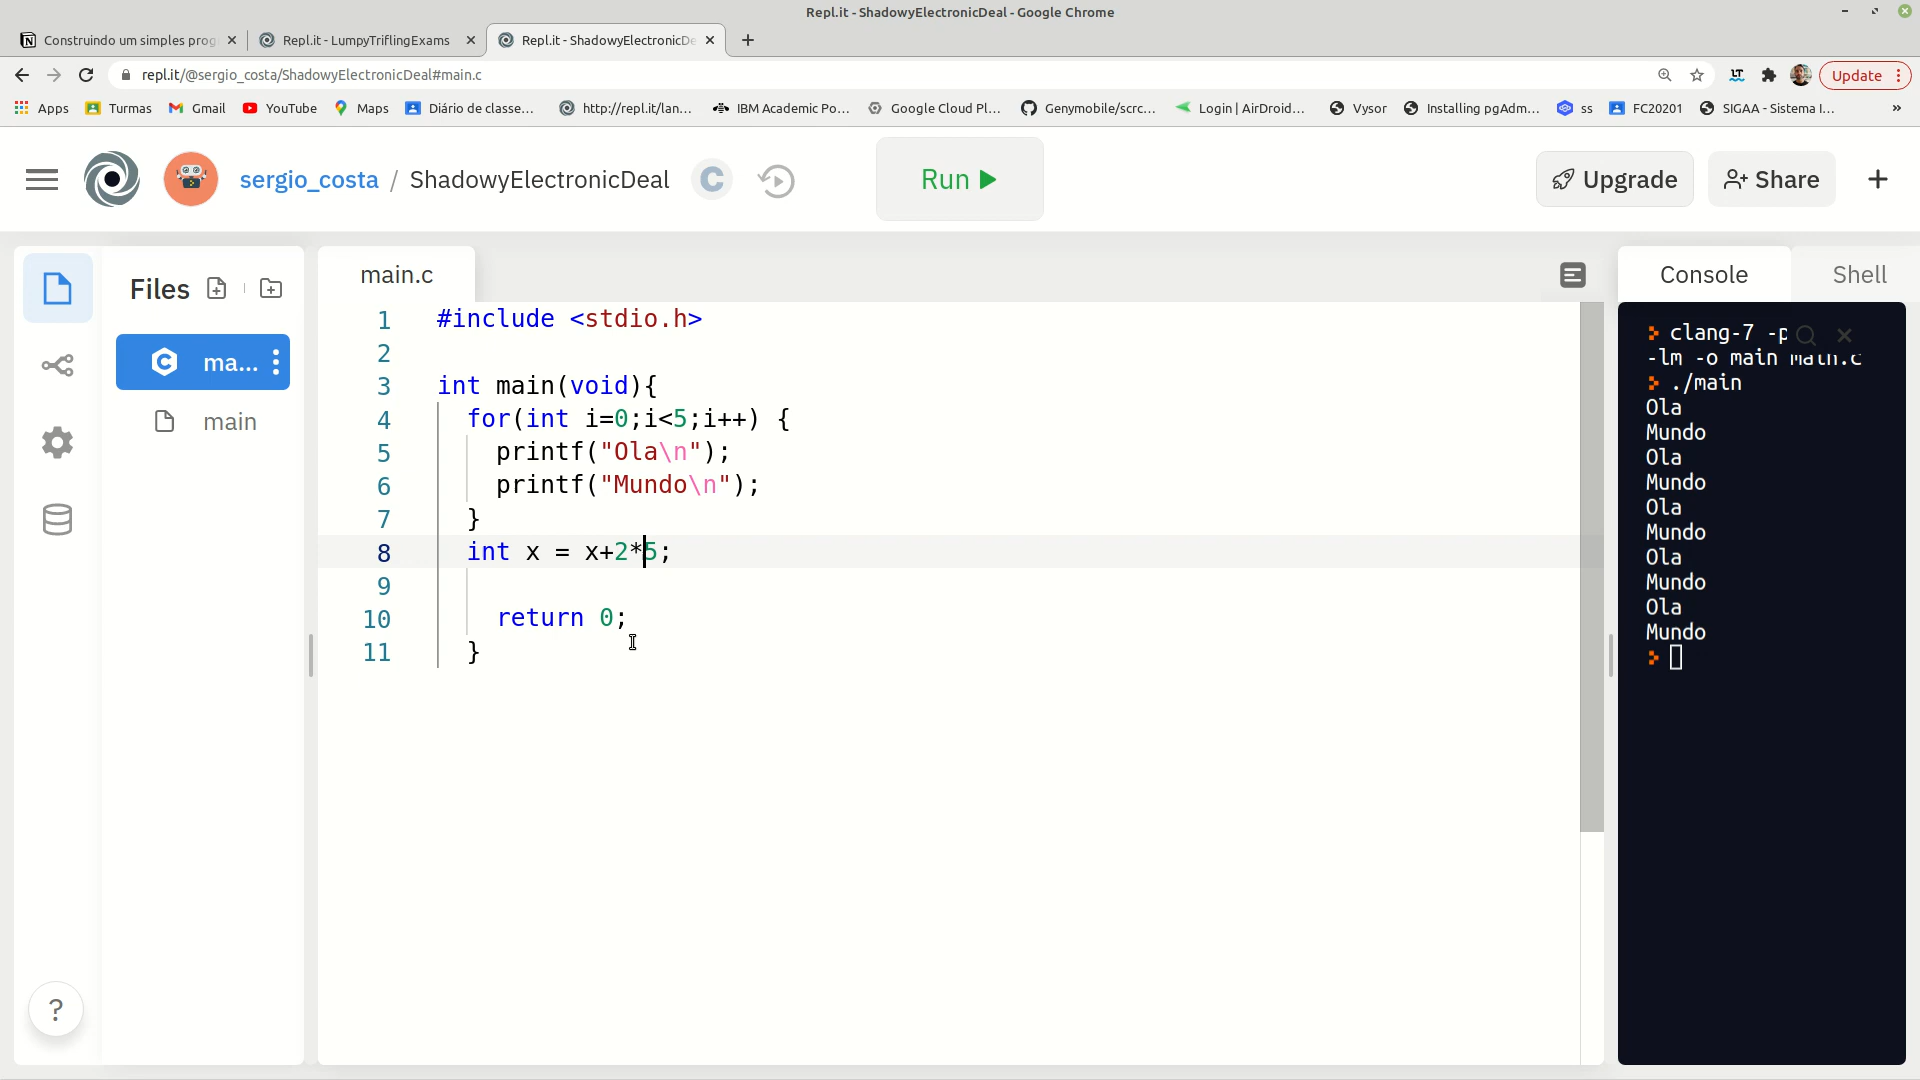 Repl.it - ShadowyElectronicDeal - Google Chrome
Construindo um simples prog
Repl.it - LumpyTriflingExams
Repl.it - ShadowyElectronicDe
repl.it/@sergio_costa/ShadowyElectronicDeal#main.c
Update
Apps
Turmas
Gmail
YouTube
Maps
Diário de classe...
http://repl.it/lan...
IBM Academic Po...
Google Cloud Pl...
Genymobile/scrc...
Login | AirDroid...
Vysor
Installing pgAdm...
ss
FC20201
SIGAA - Sistema I...
»
sergio_costa / ShadowyElectronicDeal
C
Run
Upgrade
Share
Files
ma...
main
?
main.c
1 #include <stdio.h>
2
3 int main(void){
4 for(int i=0;i<5;i++) {
5 printf("Ola\n");
6 printf("Mundo\n");
7 }
8 int x = x+2*5;
9
10 return 0;
11 }
Console
Shell
clang-7 -p
-lm -o main main.c
./main
Ola
Mundo
Ola
Mundo
Ola
Mundo
Ola
Mundo
Ola
Mundo